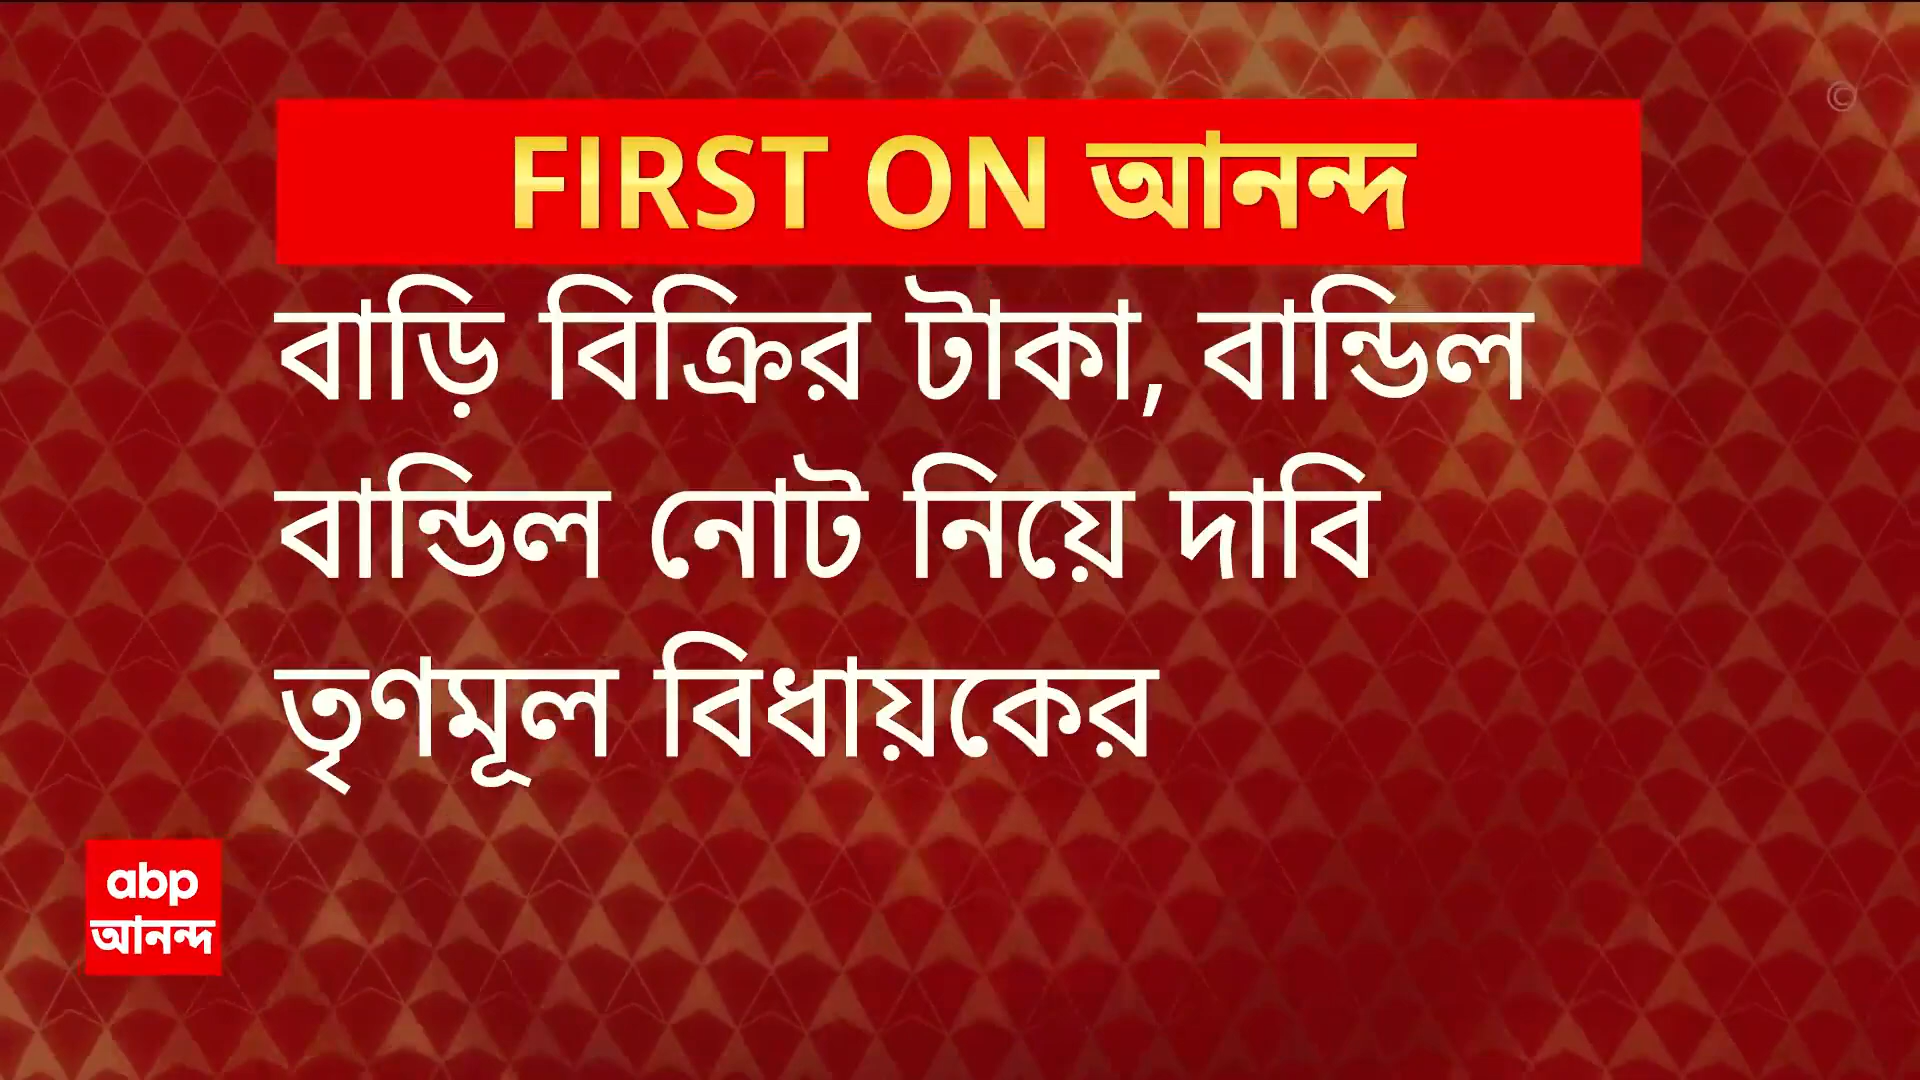 ©
FIRST ON আনন্দ
বাড়ি বিক্রির টাকা, বান্ডিল
বান্ডিল নোট নিয়ে দাবি
তৃণমূল বিধায়কের
abp
আনন্দ